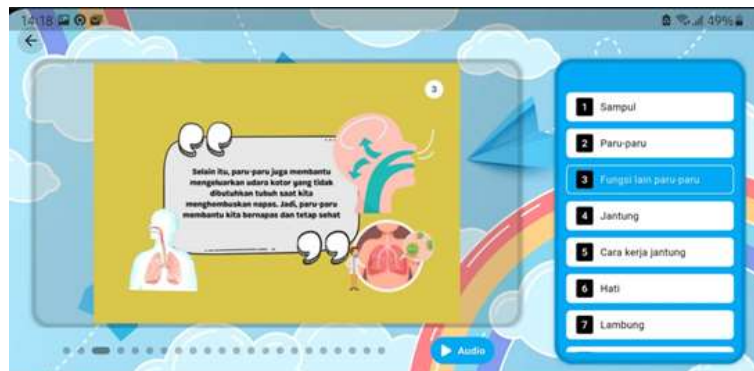 14:18
49%
3
Selain itu, paru-paru juga membantu
mengeluarkan udara kotor yang tidak
dibutuhkan tubuh saat kita
menghembuskan napas. Jadi, paru-paru
membantu kita bernapas dan tetap sehat
1 Sampul
2 Paru-paru
3 Fungsi lain paru-paru
4 Jantung
5 Cara kerja jantung
6 Hati
7 Lambung
Audio